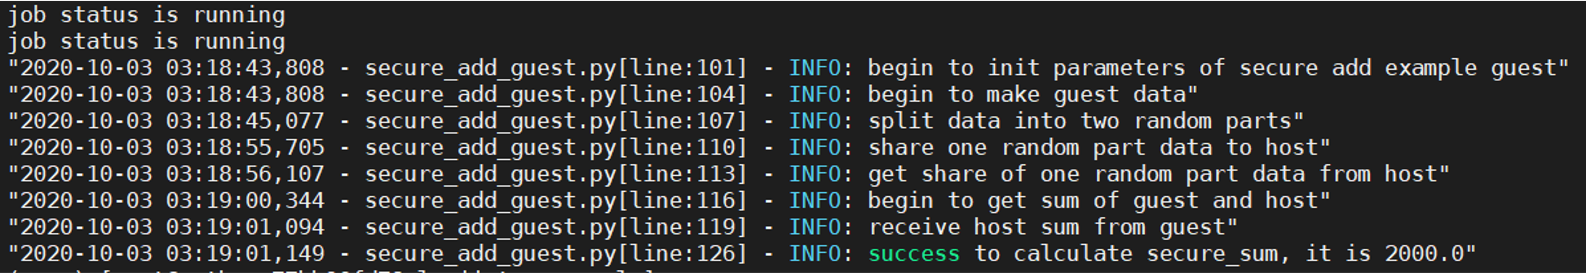 job status is running
job status is running
"2020-10-03 03:18:43,808 - secure_add_guest.py[line:101] - INFO: begin to init parameters of secure add example guest"
"2020-10-03 03:18:43,808 - secure_add_guest.py[line:104] - INFO: begin to make guest data"
"2020-10-03 03:18:45,077 - secure_add_guest.py[line:107] - INFO: split data into two random parts"
"2020-10-03 03:18:55,705 - secure_add_guest.py[line:110] - INFO: share one random part data to host"
"2020-10-03 03:18:56,107 - secure_add_guest.py[line:113] - INFO: get share of one random part data from host"
"2020-10-03 03:19:00,344 - secure_add_guest.py[line:116] - INFO: begin to get sum of guest and host"
"2020-10-03 03:19:01,094 - secure_add_guest.py[line:119] - INFO: receive host sum from guest"
"2020-10-03 03:19:01,149 - secure_add_guest.py[line:126] - INFO: success to calculate secure_sum, it is 2000.0"